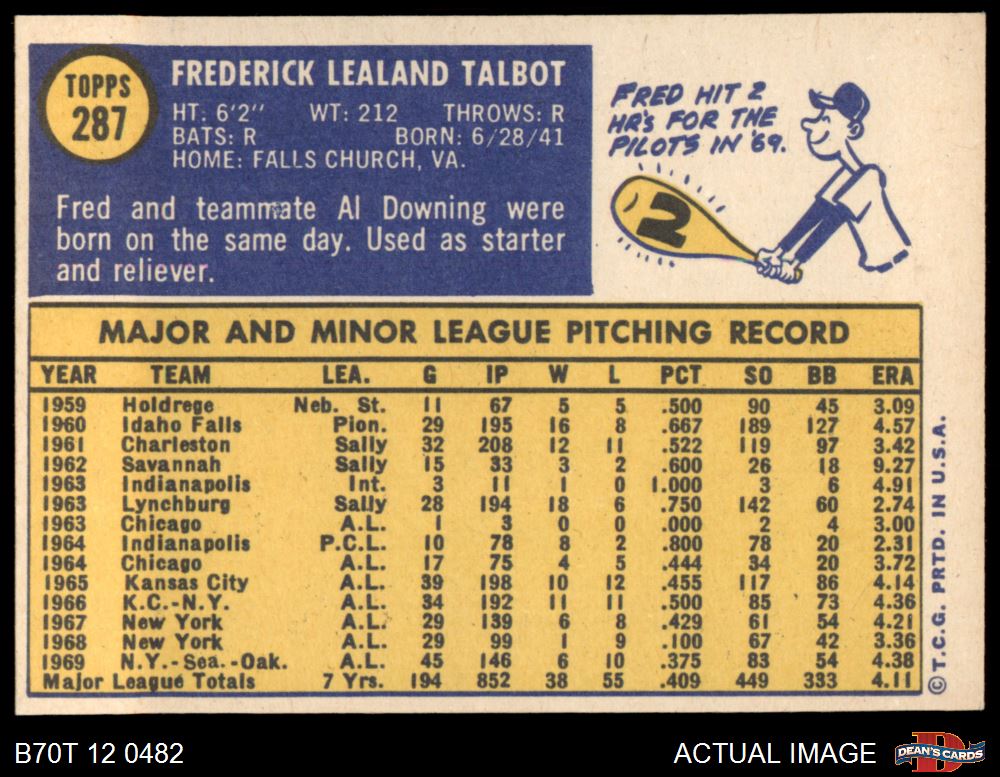 TOPPS
287
FREDERICK LEALAND TALBOT
HT: 6'2" WT: 212 THROWS: R
BATS: R BORN: 6/28/41
HOME: FALLS CHURCH, VA.
Fred and teammate Al Downing were
born on the same day. Used as starter
and reliever.
FRED HIT 2
HR'S FOR THE
PILOTS IN '69.
2
MAJOR AND MINOR LEAGUE PITCHING RECORD
YEAR TEAM LEA. G IP W L PCT SO BB ERA
1959 Holdrege Neb. St. 11 67 5 5 .500 90 45 3.09
1960 Idaho Falls Pion. 29 195 16 8 .667 189 127 4.57
1961 Charleston Sally 32 208 12 11 .522 119 97 3.42
1962 Savannah Sally 15 33 3 2 .600 26 18 9.27
1963 Indianapolis Int. 3 11 1 0 1.000 3 6 4.91
1963 Lynchburg Sally 28 194 18 6 .750 142 60 2.74
1963 Chicago A.L. 1 3 0 0 .000 2 4 3.00
1964 Indianapolis P.C.L. 10 78 8 2 .800 78 20 2.31
1964 Chicago A.L. 17 75 4 5 .444 34 20 3.72
1965 Kansas City A.L. 39 198 10 12 .455 117 86 4.14
1966 K.C.-N.Y. A.L. 34 192 11 11 .500 85 73 4.36
1967 New York A.L. 29 139 6 8 .429 61 54 4.21
1968 New York A.L. 29 99 1 9 .100 67 42 3.36
1969 N.Y.-Sea.-Oak. A.L. 45 146 6 10 .375 83 54 4.38
Major League Totals 7 Yrs. 194 852 38 55 .409 449 333 4.11
© T.C.G. PRTD. IN U.S.A.
B70T 12 0482
ACTUAL IMAGE
DEAN'S CARDS